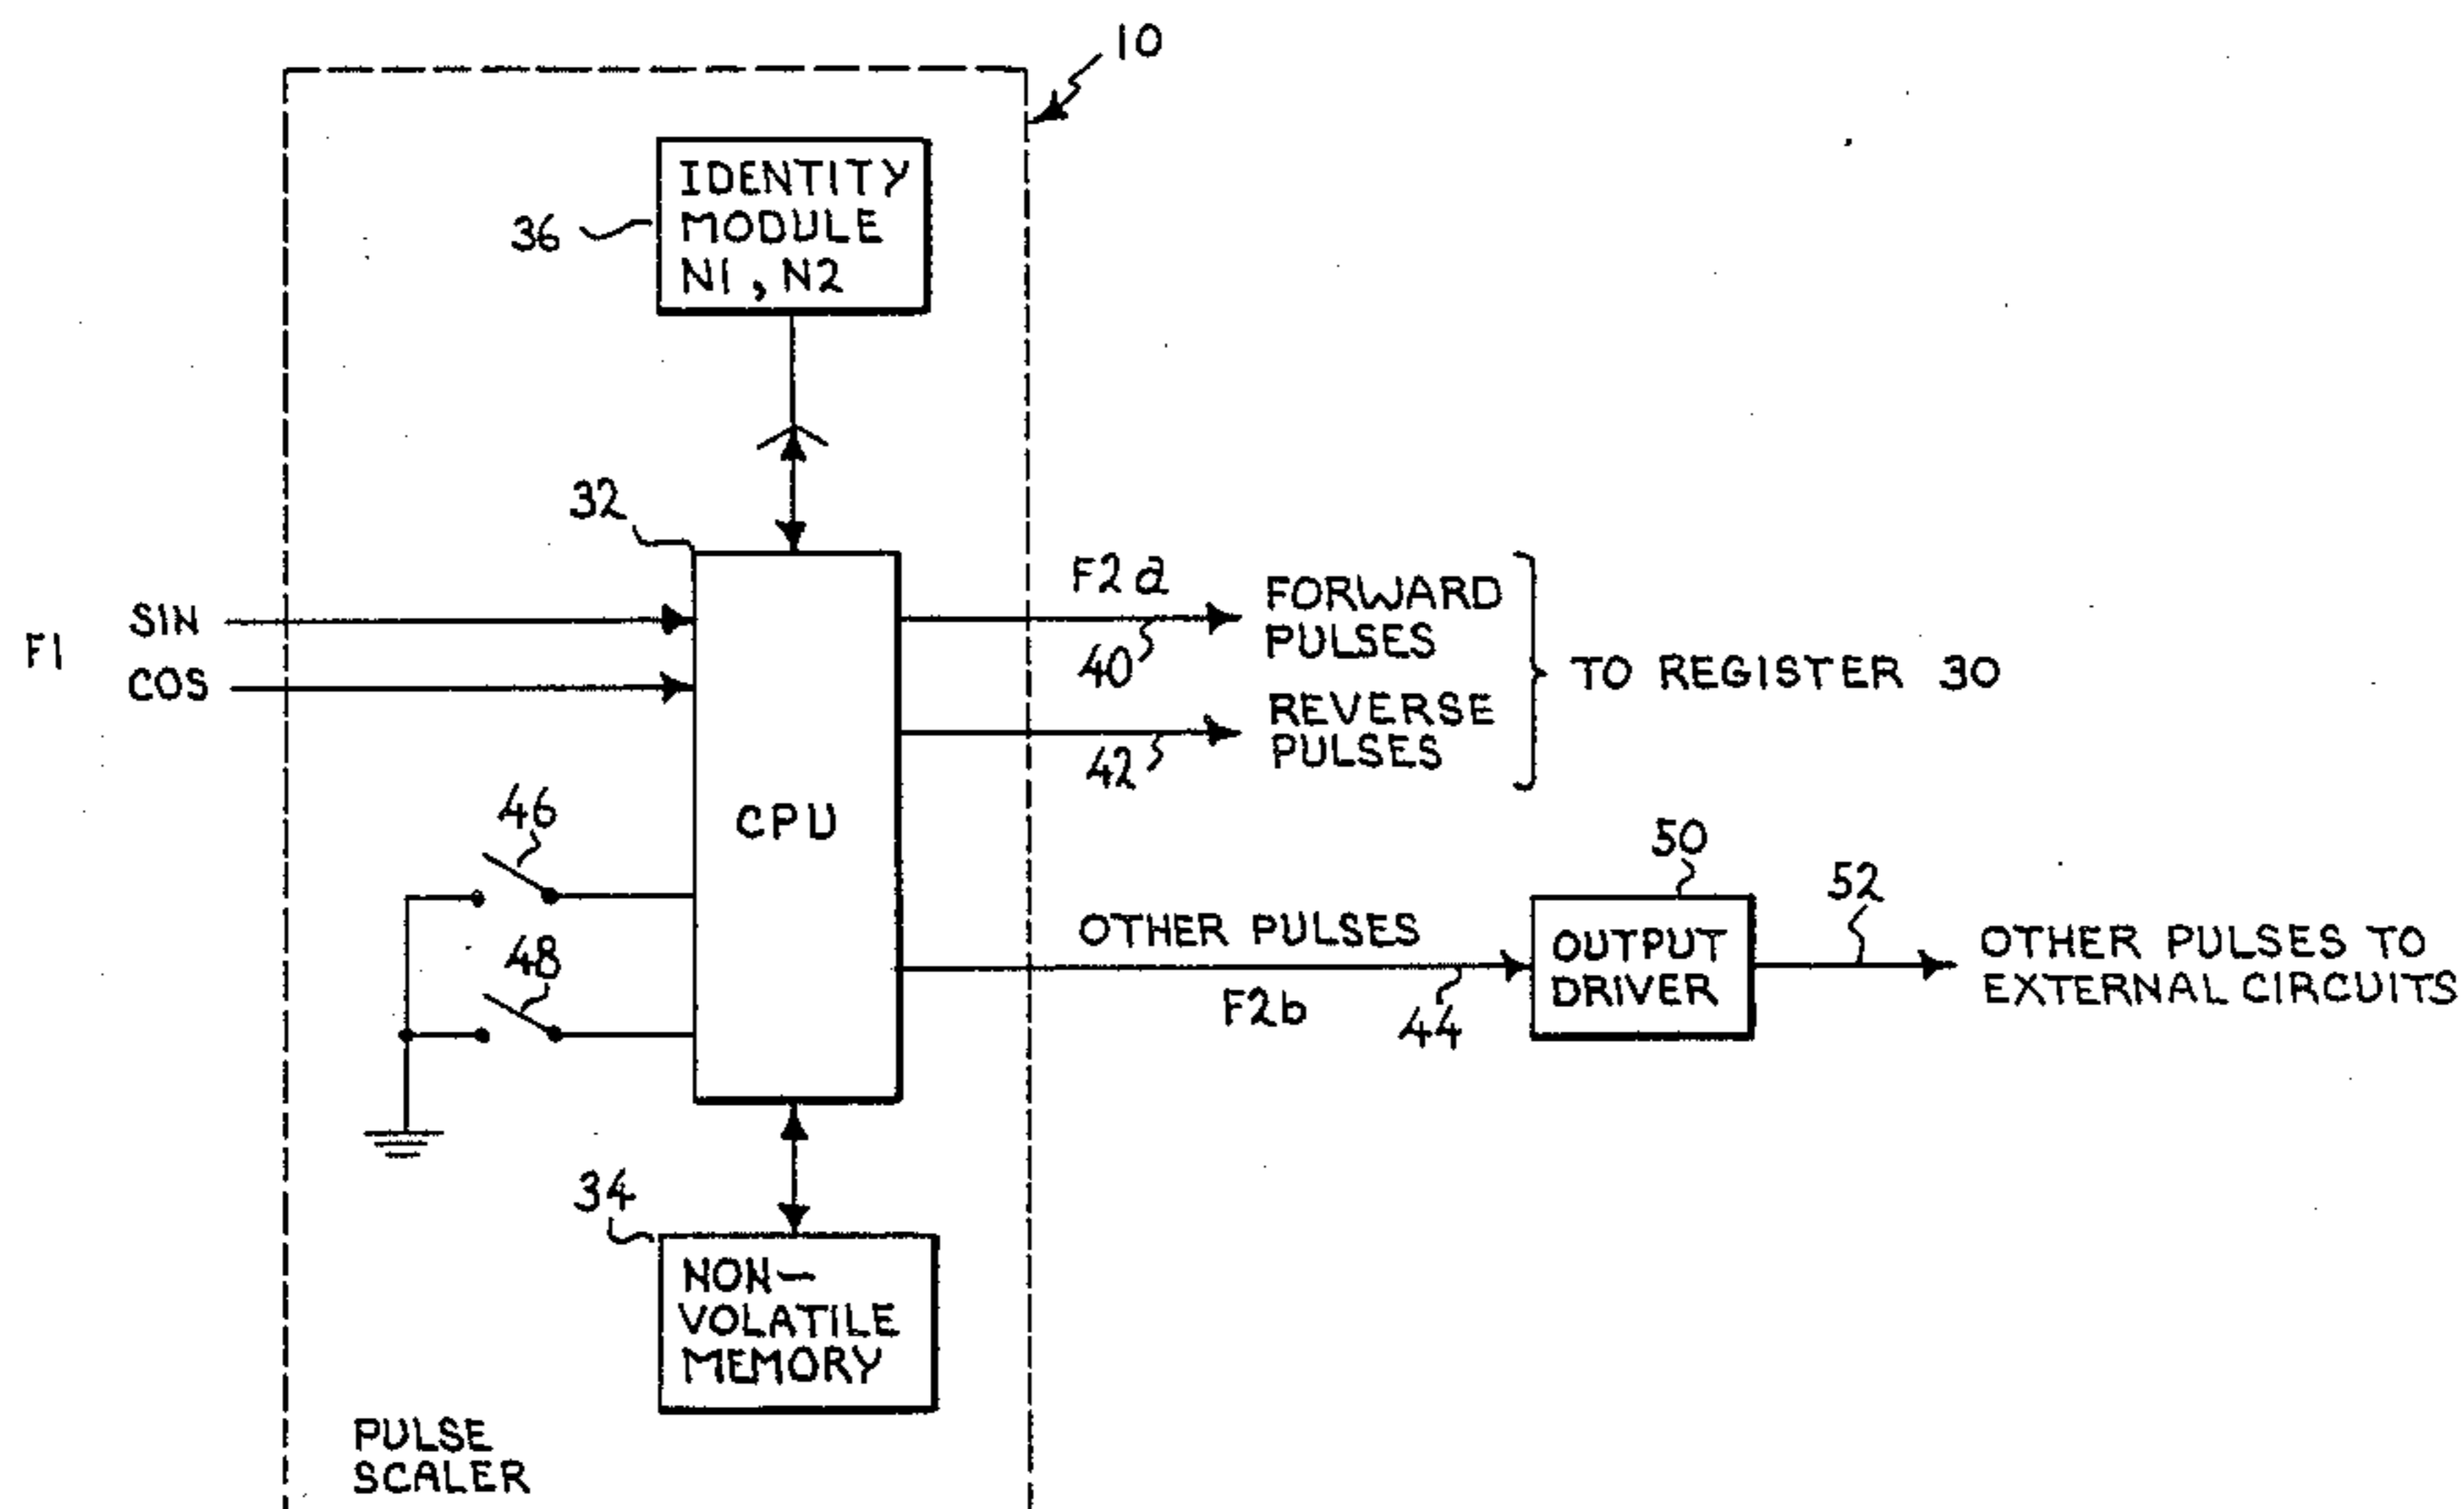 10
IDENTITY
MODULE
N1, N2
36
32
F1
SIN
COS
F2a
40
FORWARD
PULSES
42
REVERSE
PULSES
TO REGISTER 30
CPU
46
48
OTHER PULSES
F2b
44
50
OUTPUT
DRIVER
52
OTHER PULSES TO
EXTERNAL CIRCUITS
34
NON-
VOLATILE
MEMORY
PULSE
SCALER